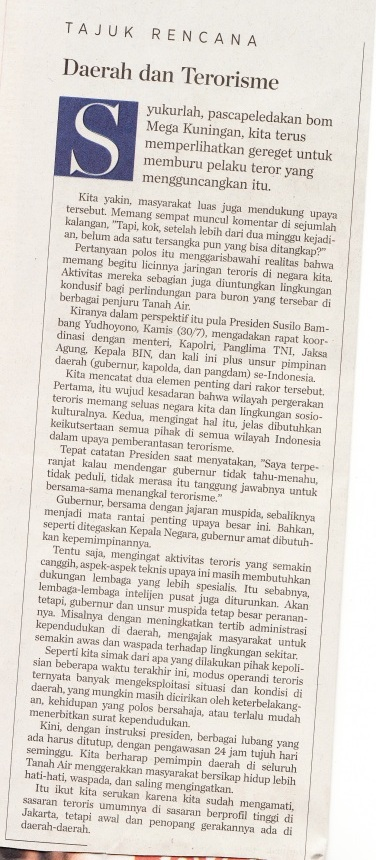 TAJUK RENCANA
Daerah dan Terorisme
Syukurlah, pascapeledakan bom
Mega Kuningan, kita terus
memperlihatkan gereget untuk
memburu pelaku teror yang
mengguncangkan itu.
Kita yakin, masyarakat luas juga mendukung upaya
tersebut. Memang sempat muncul komentar di sejumlah
kalangan, "Tapi, kok, setelah lebih dari dua minggu kejadi-
an, belum ada satu tersangka pun yang bisa ditangkap?"
Pertanyaan polos itu menggarisbawahi realitas bahwa
memang begitu licinnya jaringan teroris di negara kita.
Aktivitas mereka sebagian juga diuntungkan lingkungan
kondusif bagi perlindungan para buron yang tersebar di
berbagai penjuru Tanah Air.
Kiranya dalam perspektif itu pula Presiden Susilo Bam-
bang Yudhoyono, Kamis (30/7), mengadakan rapat koor-
dinasi dengan menteri, Kapolri, Panglima TNI, Jaksa
Agung, Kepala BIN, dan kali ini plus unsur pimpinan
daerah (gubernur, kapolda, dan pangdam) se-Indonesia.
Kita mencatat dua elemen penting dari rakor tersebut.
Pertama, itu wujud kesadaran bahwa wilayah pergerakan
teroris memang seluas negara kita dan lingkungan sosio-
kulturalnya. Kedua, mengingat hal itu, jelas dibutuhkan
keikutsertaan semua pihak di semua wilayah Indonesia
dalam upaya pemberantasan terorisme.
Tepat catatan Presiden saat menyatakan, "Saya terpe-
ranjat kalau mendengar gubernur tidak tahu-menahu,
tidak peduli, tidak merasa itu tanggung jawabnya untuk
bersama-sama menangkal terorisme."
Gubernur, bersama dengan jajaran muspida, sebaliknya
menjadi mata rantai penting upaya besar ini. Bahkan,
seperti ditegaskan Kepala Negara, gubernur amat dibutuh-
kan kepemimpinannya.
Tentu saja, mengingat aktivitas teroris yang semakin
canggih, aspek-aspek teknis upaya ini masih membutuhkan
dukungan lembaga yang lebih spesialis. Itu sebabnya,
lembaga-lembaga intelijen pusat juga diturunkan. Akan
tetapi, gubernur dan unsur muspida tetap besar peranan-
nya. Misalnya dengan meningkatkan tertib administrasi
kependudukan di daerah, mengajak masyarakat untuk
semakin awas dan waspada terhadap lingkungan sekitar.
Seperti kita simak dari apa yang dilakukan pihak kepoli-
sian beberapa waktu terakhir ini, modus operandi teroris
ternyata banyak mengeksploitasi situasi dan kondisi di
daerah, yang mungkin masih dicirikan oleh keterbelakang-
an, kehidupan yang polos bersahaja, atau terlalu mudah
menerbitkan surat kependudukan.
Kini, dengan instruksi presiden, berbagai lubang yang
ada harus ditutup, dengan pengawasan 24 jam tujuh hari
seminggu. Kita berharap pemimpin daerah di seluruh
Tanah Air menggerakkan masyarakat bersikap hidup lebih
hati-hati, waspada, dan saling mengingatkan.
Itu ikut kita serukan karena kita sudah mengamati,
sasaran teroris umumnya di sasaran berprofil tinggi di
Jakarta, tetapi awal dan penopang gerakannya ada di
daerah-daerah.